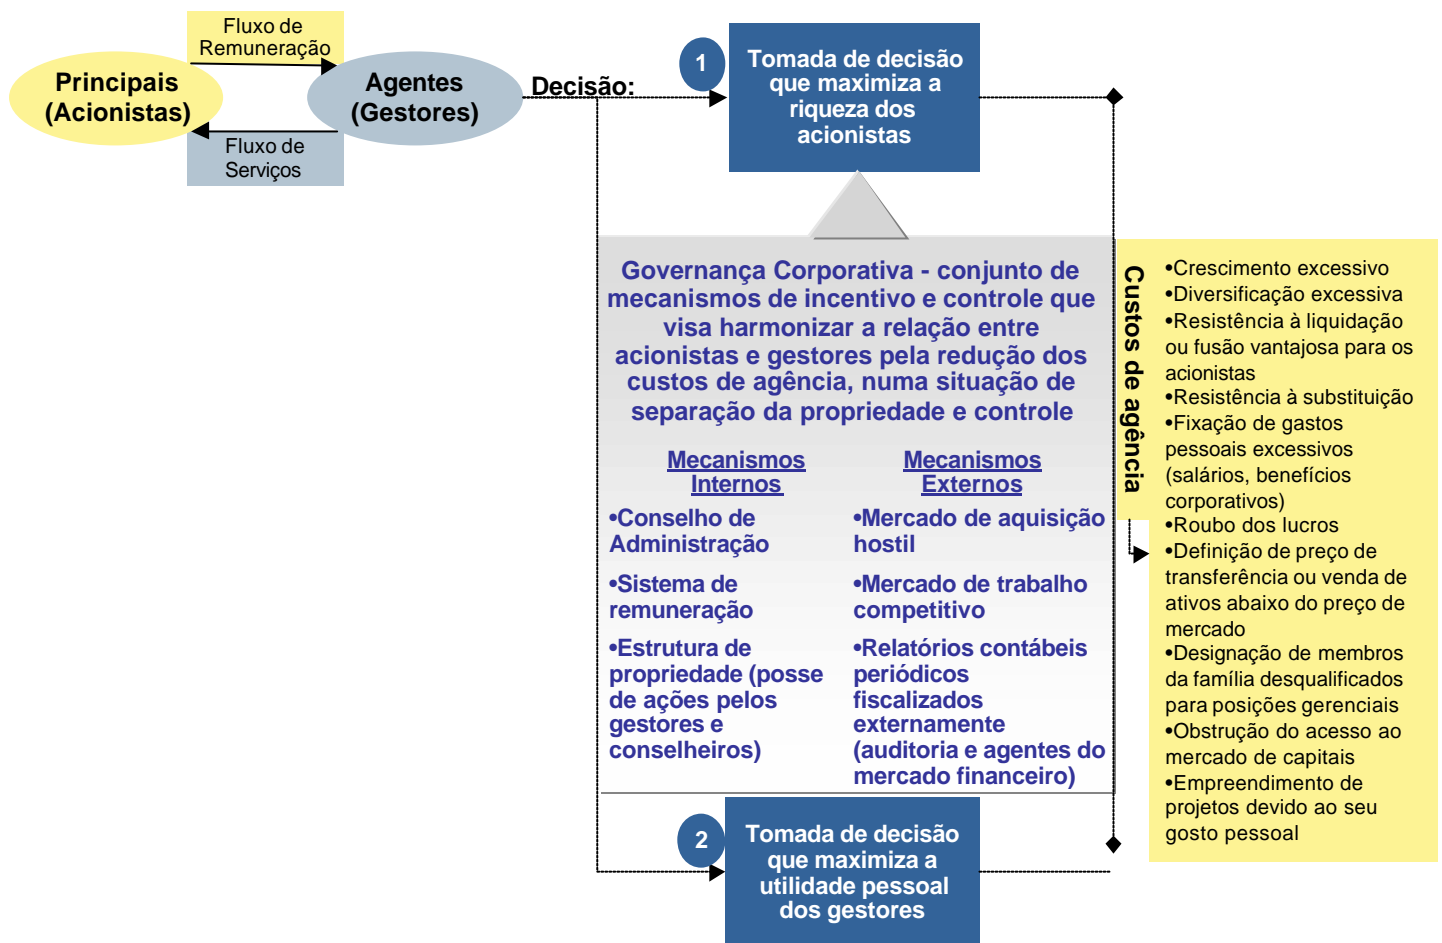 Fluxo de
Remuneração
Principais
(Acionistas)
Agentes
(Gestores)
Fluxo de
Serviços
Decisão:
1
Tomada de decisão
que maximiza a
riqueza dos
acionistas
Governança Corporativa - conjunto de
mecanismos de incentivo e controle que
visa harmonizar a relação entre
acionistas e gestores pela redução dos
custos de agência, numa situação de
separação da propriedade e controle
Mecanismos
Internos
•Conselho de
Administração
•Sistema de
remuneração
•Estrutura de
propriedade (posse
de ações pelos
gestores e
conselheiros)
Mecanismos
Externos
•Mercado de aquisição
hostil
•Mercado de trabalho
competitivo
•Relatórios contábeis
periódicos
fiscalizados
externamente
(auditoria e agentes do
mercado financeiro)
Custos de agência
•Crescimento excessivo
•Diversificação excessiva
•Resistência à liquidação
ou fusão vantajosa para os
acionistas
•Resistência à substituição
•Fixação de gastos
pessoais excessivos
(salários, benefícios
corporativos)
•Roubo dos lucros
•Definição de preço de
transferência ou venda de
ativos abaixo do preço de
mercado
•Designação de membros
da família desqualificados
para posições gerenciais
•Obstrução do acesso ao
mercado de capitais
•Empreendimento de
projetos devido ao seu
gosto pessoal
2
Tomada de decisão
que maximiza a
utilidade pessoal
dos gestores